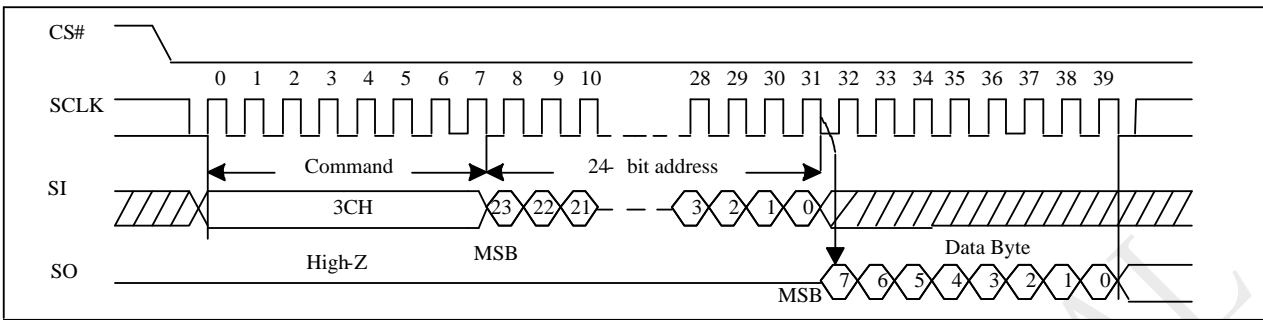 CS#
0 1 2 3 4 5 6 7 8 9 10 28 29 30 31 32 33 34 35 36 37 38 39
SCLK
Command 24- bit address
SI
3CH 23 22 21 3 2 1 0
High-Z MSB Data Byte
SO
MSB 7 6 5 4 3 2 1 0